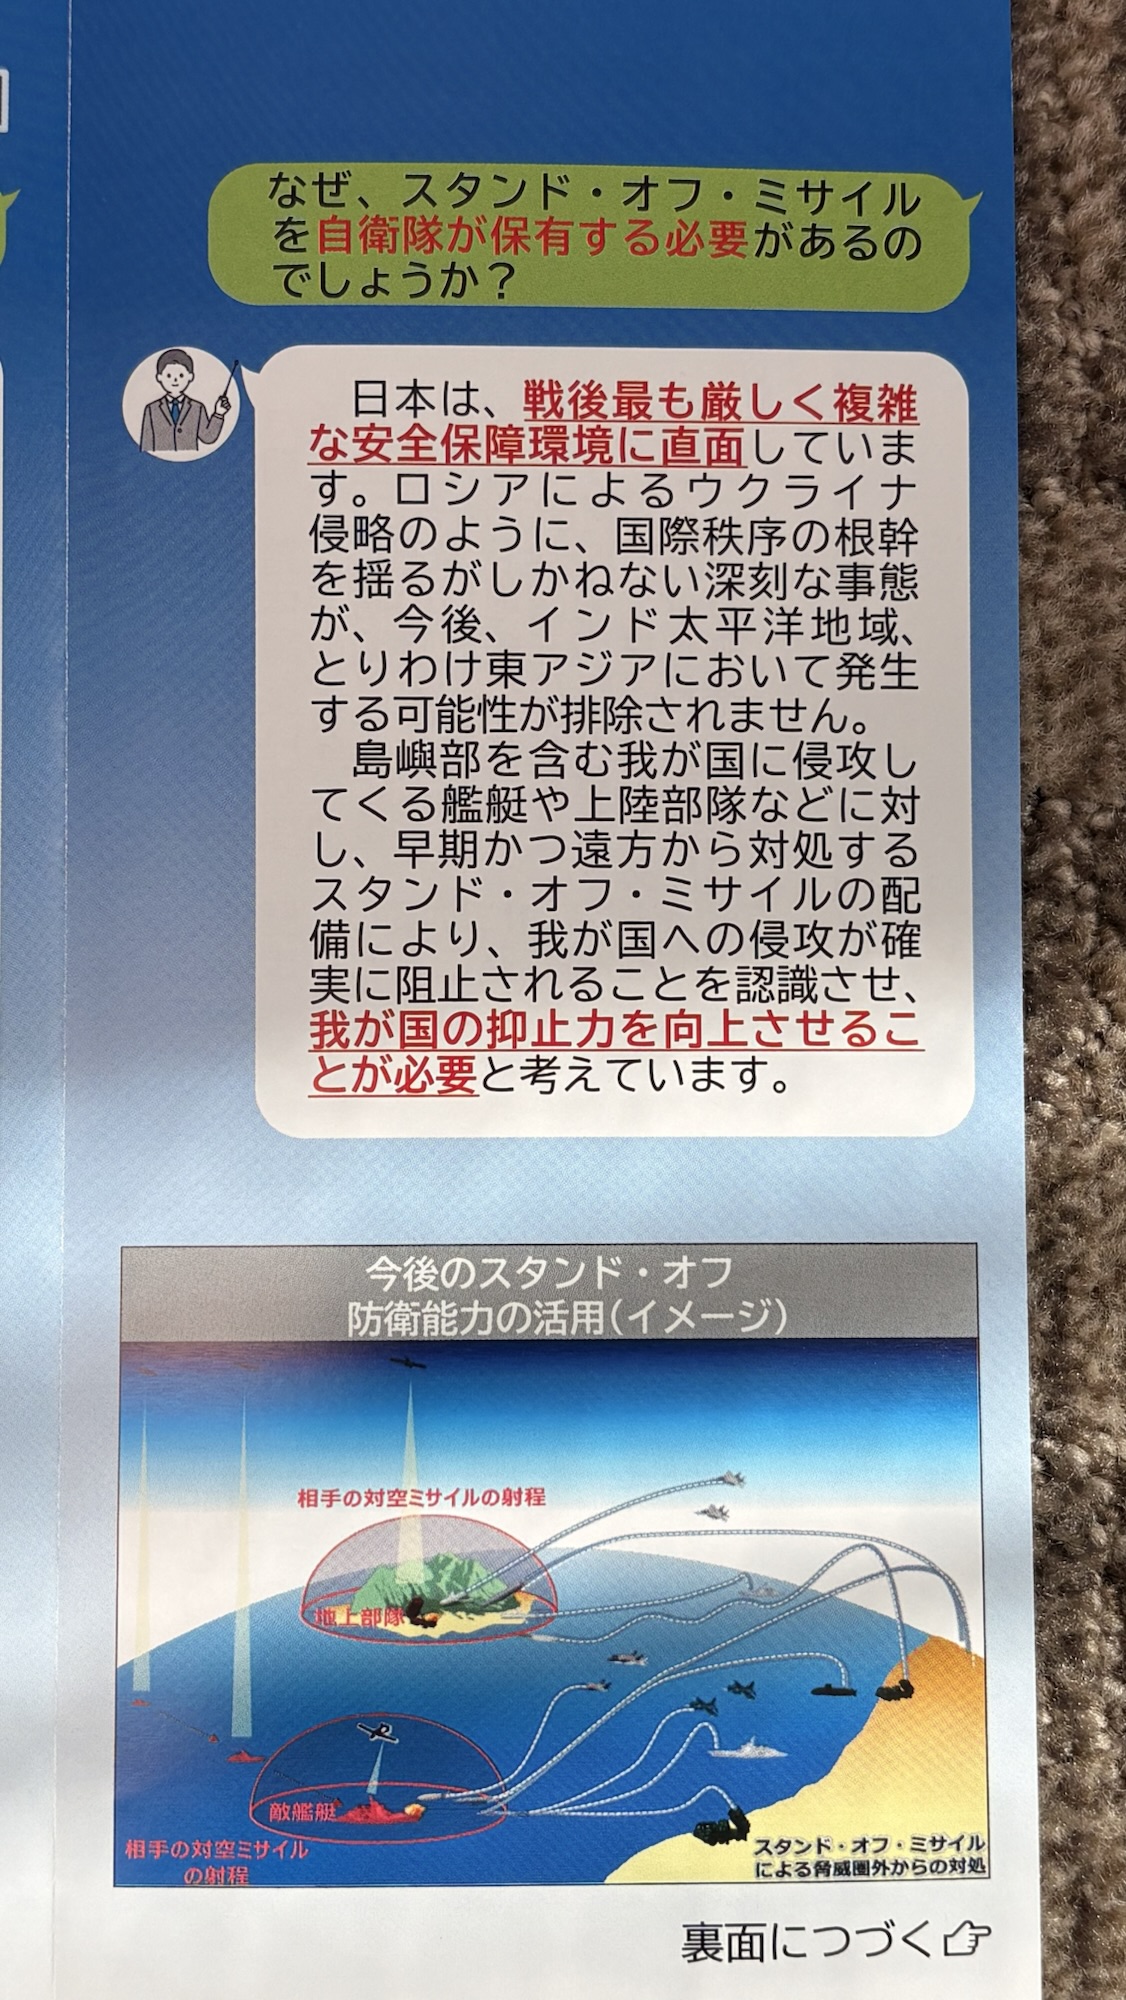 なぜ、スタンド・オフ・ミサイル
を自衛隊が保有する必要があるの
でしょうか？
日本は、戦後最も厳しく複雑
な安全保障環境に直面していま
す。ロシアによるウクライナ
侵略のように、国際秩序の根幹
を揺るがしかねない深刻な事態
が、今後、インド太平洋地域、
とりわけ東アジアにおいて発生
する可能性が排除されません。
島嶼部を含む我が国に侵攻し
てくる艦艇や上陸部隊などに対
し、早期かつ遠方から対処する
スタンド・オフ・ミサイルの配
備により、我が国への侵攻が確
実に阻止されることを認識させ、
我が国の抑止力を向上させるこ
とが必要と考えています。
今後のスタンド・オフ
防衛能力の活用(イメージ)
相手の対空ミサイルの射程
地上部隊
敵艦艇
相手の対空ミサイル
の射程
スタンド・オフ・ミサイル
による脅威圏外からの対処
裏面につづく